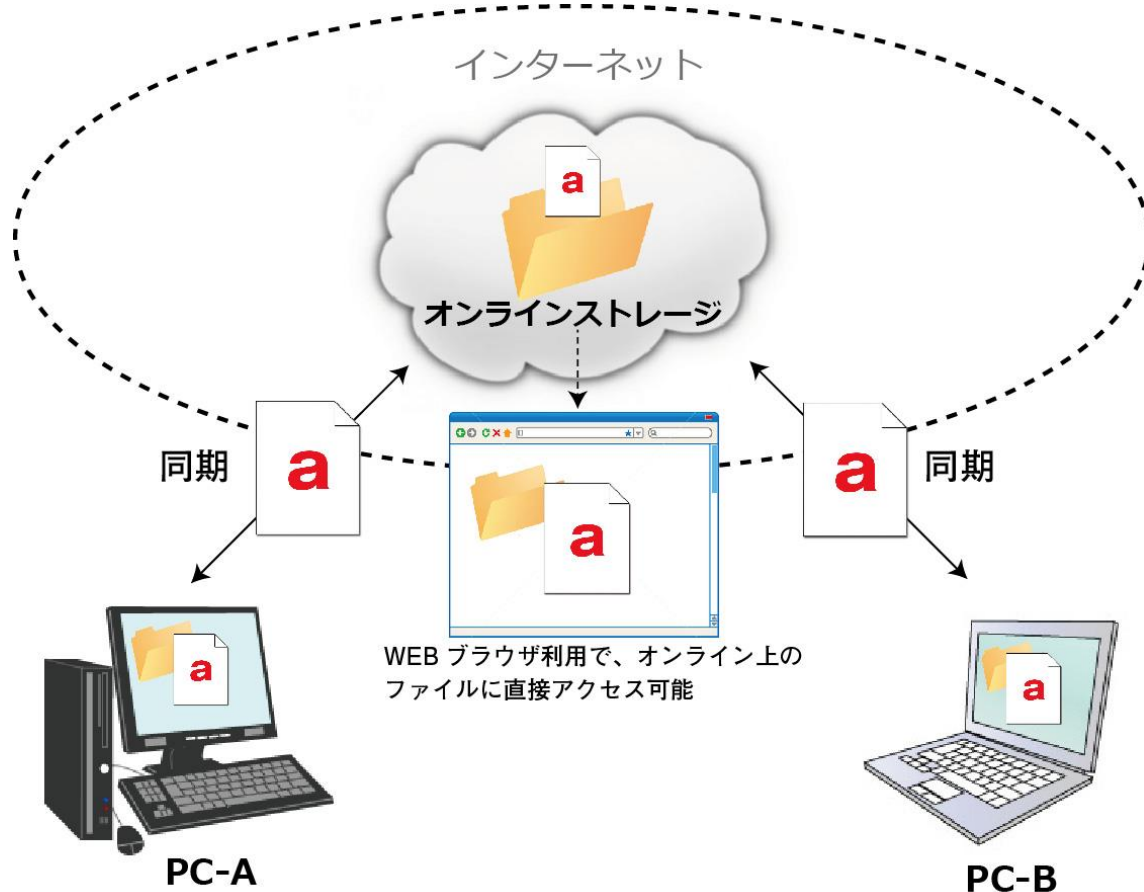 インターネット
a
オンラインストレージ
同期
a
a
a
同期
a
a
WEB ブラウザ利用で、オンライン上の
ファイルに直接アクセス可能
PC-A
PC-B